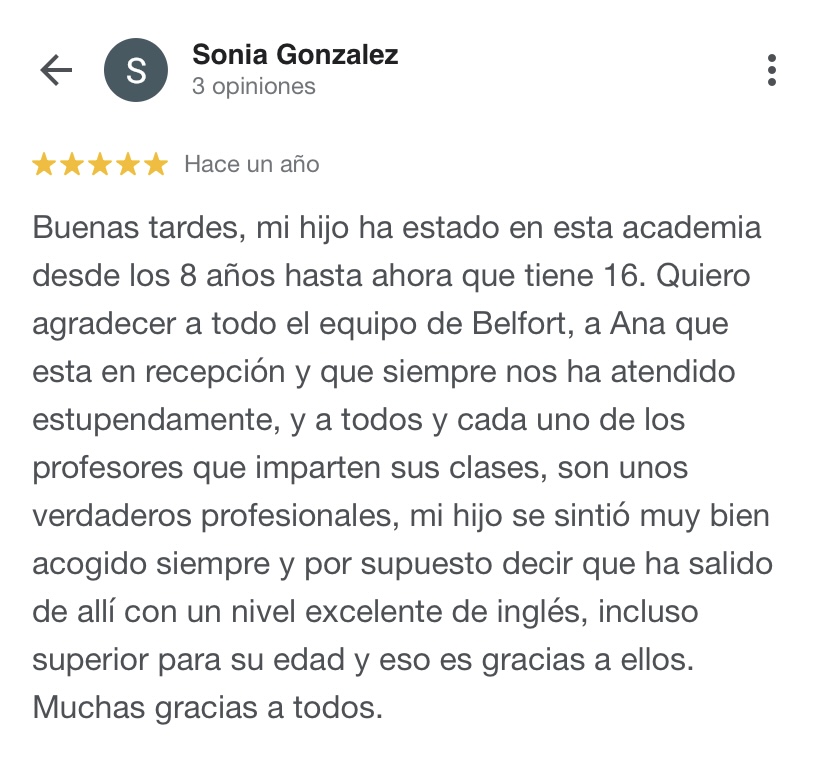 S
Sonia Gonzalez
3 opiniones
Hace un año
Buenas tardes, mi hijo ha estado en esta academia
desde los 8 años hasta ahora que tiene 16. Quiero
agradecer a todo el equipo de Belfort, a Ana que
esta en recepción y que siempre nos ha atendido
estupendamente, y a todos y cada uno de los
profesores que imparten sus clases, son unos
verdaderos profesionales, mi hijo se sintió muy bien
acogido siempre y por supuesto decir que ha salido
de allí con un nivel excelente de inglés, incluso
superior para su edad y eso es gracias a ellos.
Muchas gracias a todos.